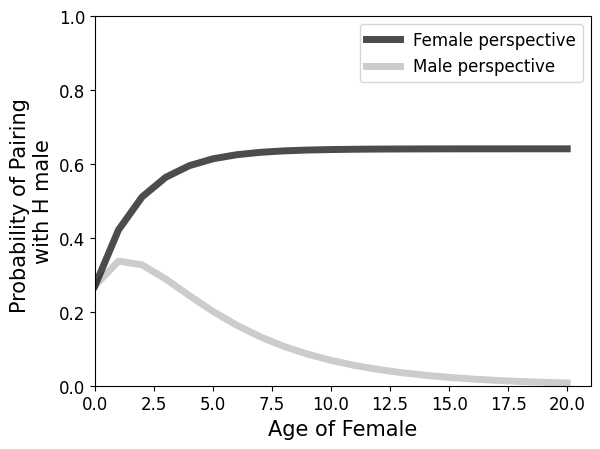 Female perspective
Male perspective
Probability of Pairing
with H male
1.0
0.8
0.6
0.4
0.2
0.0
0.0 2.5 5.0 7.5 10.0 12.5 15.0 17.5 20.0
Age of Female